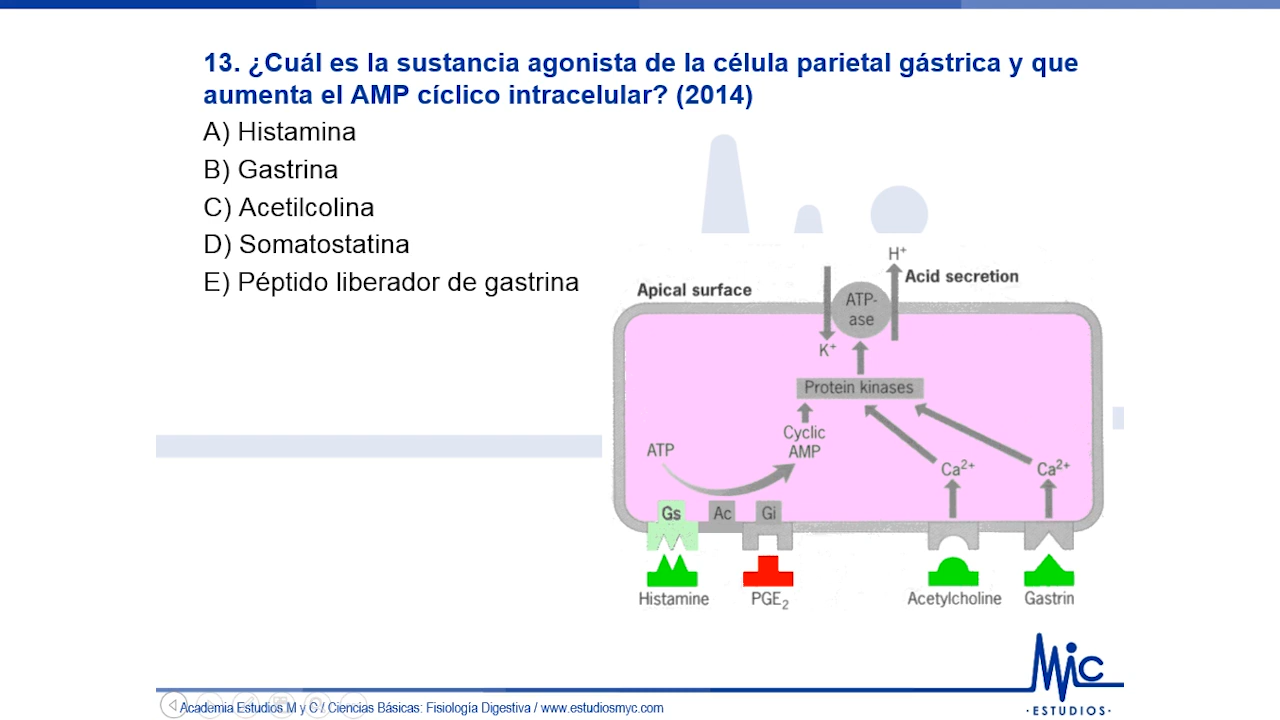 13. ¿Cuál es la sustancia agonista de la célula parietal gástrica y que
aumenta el AMP cíclico intracelular? (2014)
A) Histamina
B) Gastrina
C) Acetilcolina
D) Somatostatina
E) Péptido liberador de gastrina
H⁺
Apical surface
Acid secretion
ATP-
ase
K⁺
Protein kinases
ATP
Cyclic
AMP
Ca²⁺
Ca²⁺
Gs
Ac
Gi
Histamine
PGE₂
Acetylcholine
Gastrin
MiC
·ESTUDIOS·
Academia Estudios M y C / Ciencias Básicas: Fisiología Digestiva / www.estudiosmyc.com